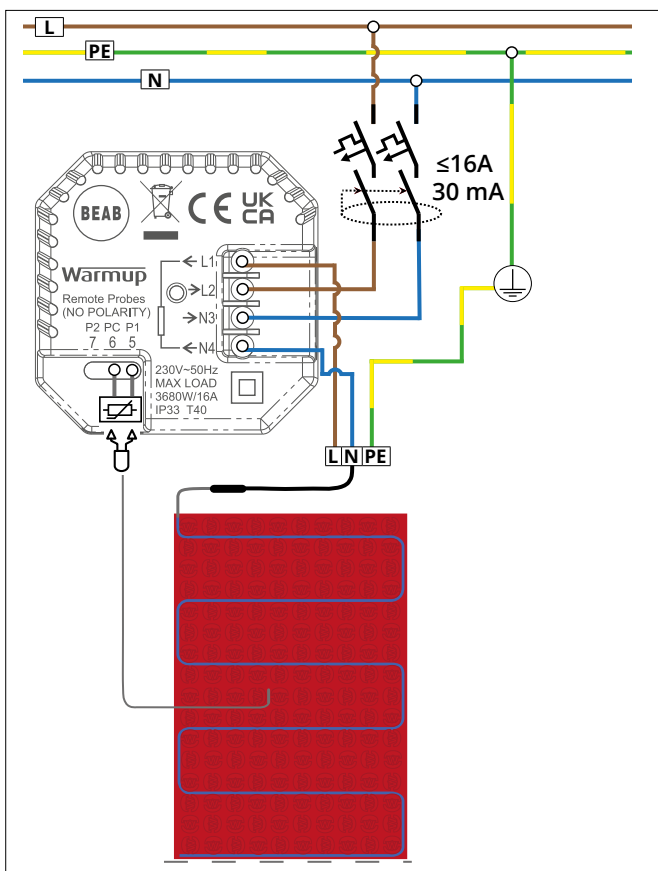 L
PE
N
≤16A
30 mA
BEAB
CE UK
CA
Warmup
Remote Probes
(NO POLARITY)
P2 PC P1
7 6 5
L1
L2
N3
N4
230V~50Hz
MAX LOAD
3680W/16A
IP33 T40
L N PE